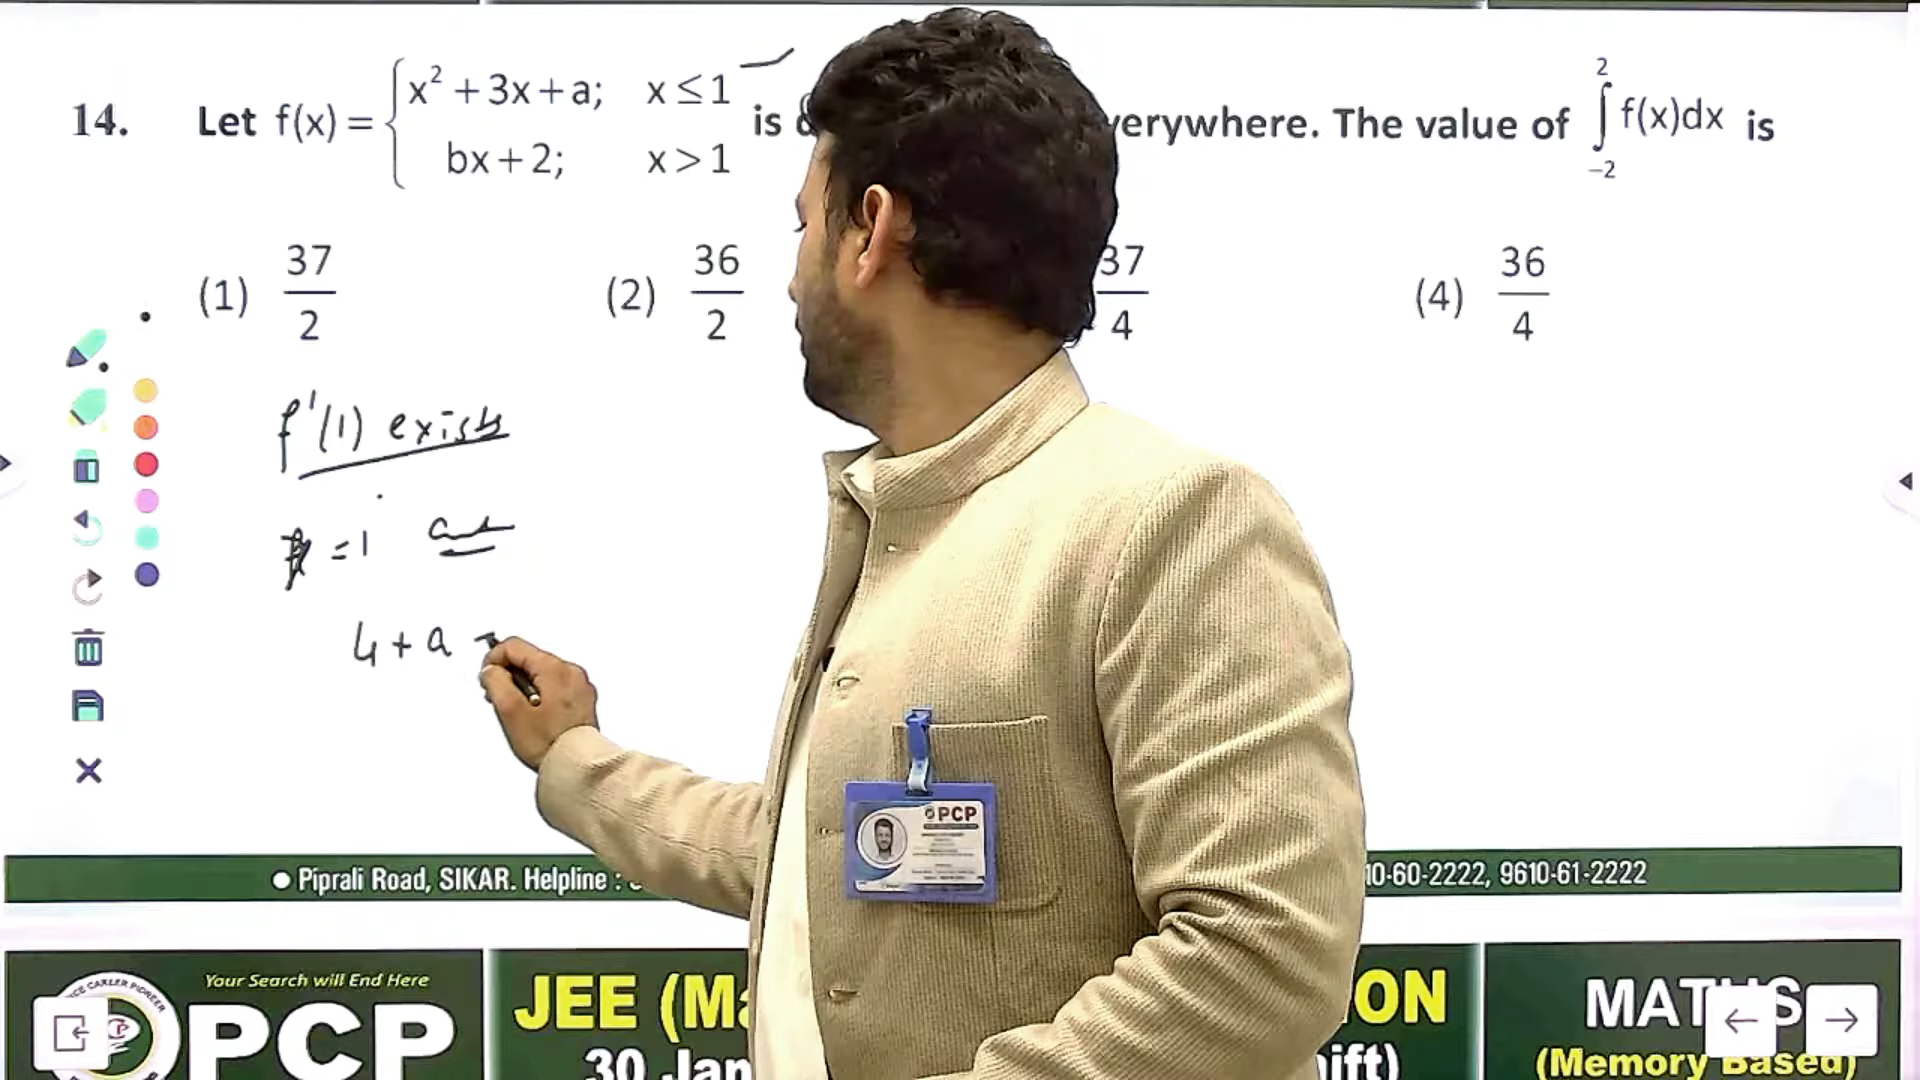 14. Let f(x) = { x² + 3x + a; x ≤ 1 is verywhere. The value of ∫₋₂² f(x)dx is
bx + 2; x > 1
(1) 37/2 (2) 36/2 37/4 (4) 36/4
f'(1) exists
= 1
4 + a
PCP
● Piprali Road, SIKAR. Helpline : 10-60-2222, 9610-61-2222
Your Search will End Here
PCP
JEE (Ma ON
30 Jan ift)
MATHS
(Memory Based)